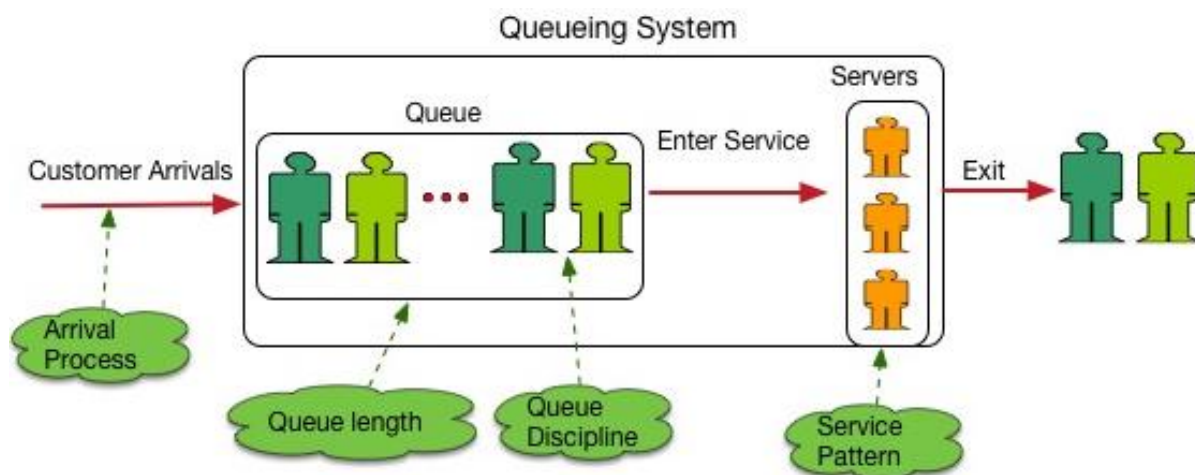 Queueing System
Servers
Queue
Enter Service
Customer Arrivals
Exit
Arrival
Process
Queue length
Queue
Discipline
Service
Pattern